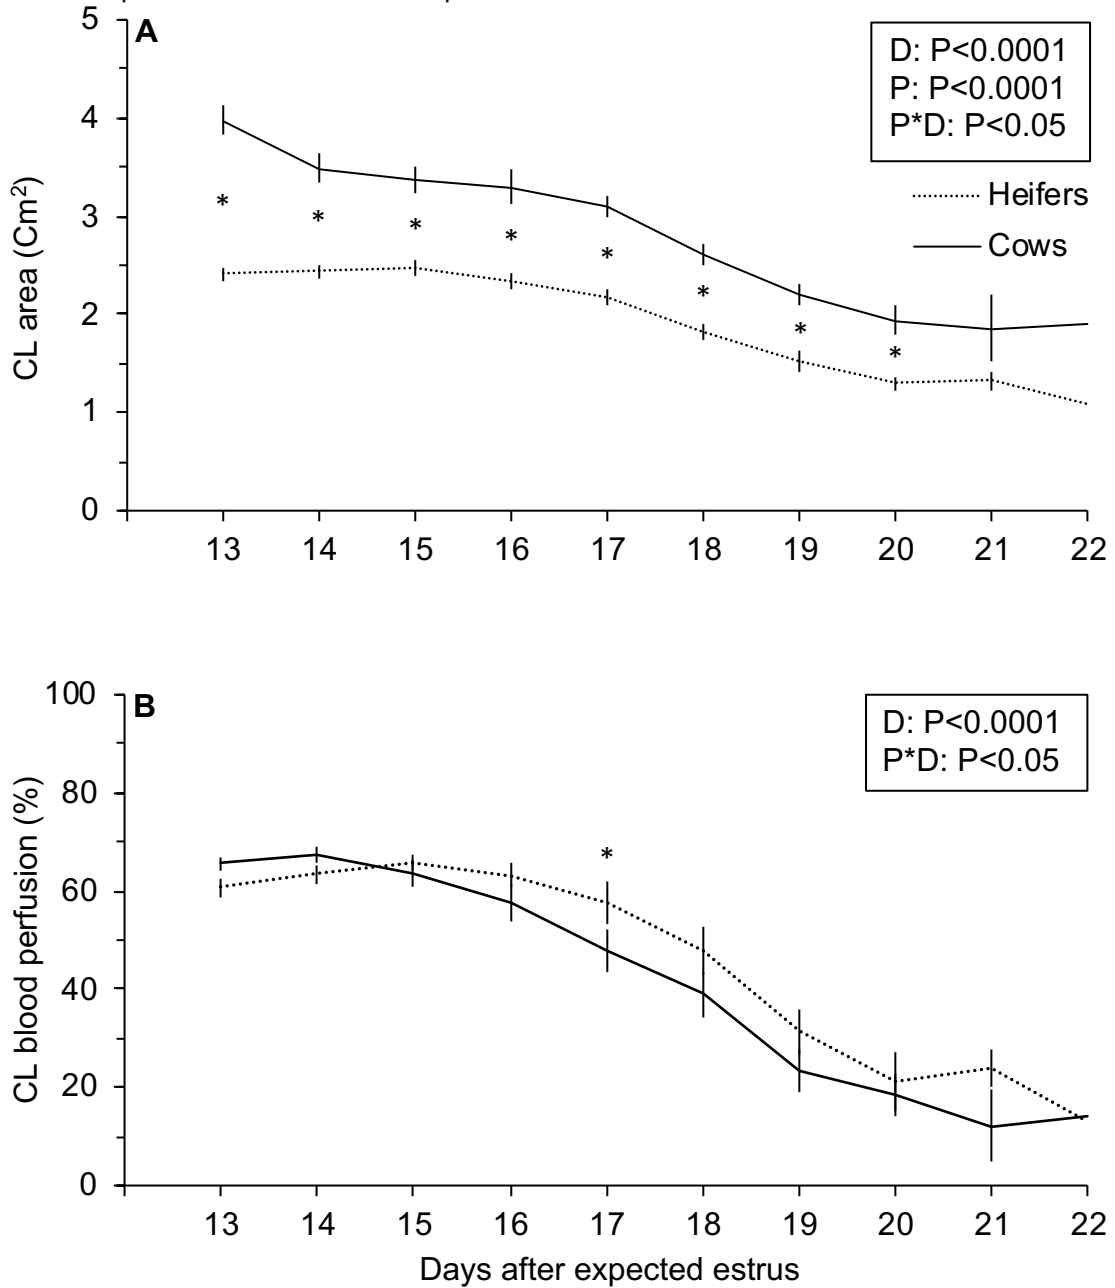 A
D: P<0.0001
P: P<0.0001
P*D: P<0.05
Heifers
Cows
CL area (Cm²)
5
4
3
2
1
0
* * * * * * * *
13 14 15 16 17 18 19 20 21 22
B
D: P<0.0001
P*D: P<0.05
CL blood perfusion (%)
100
80
60
40
20
0
*
13 14 15 16 17 18 19 20 21 22
Days after expected estrus